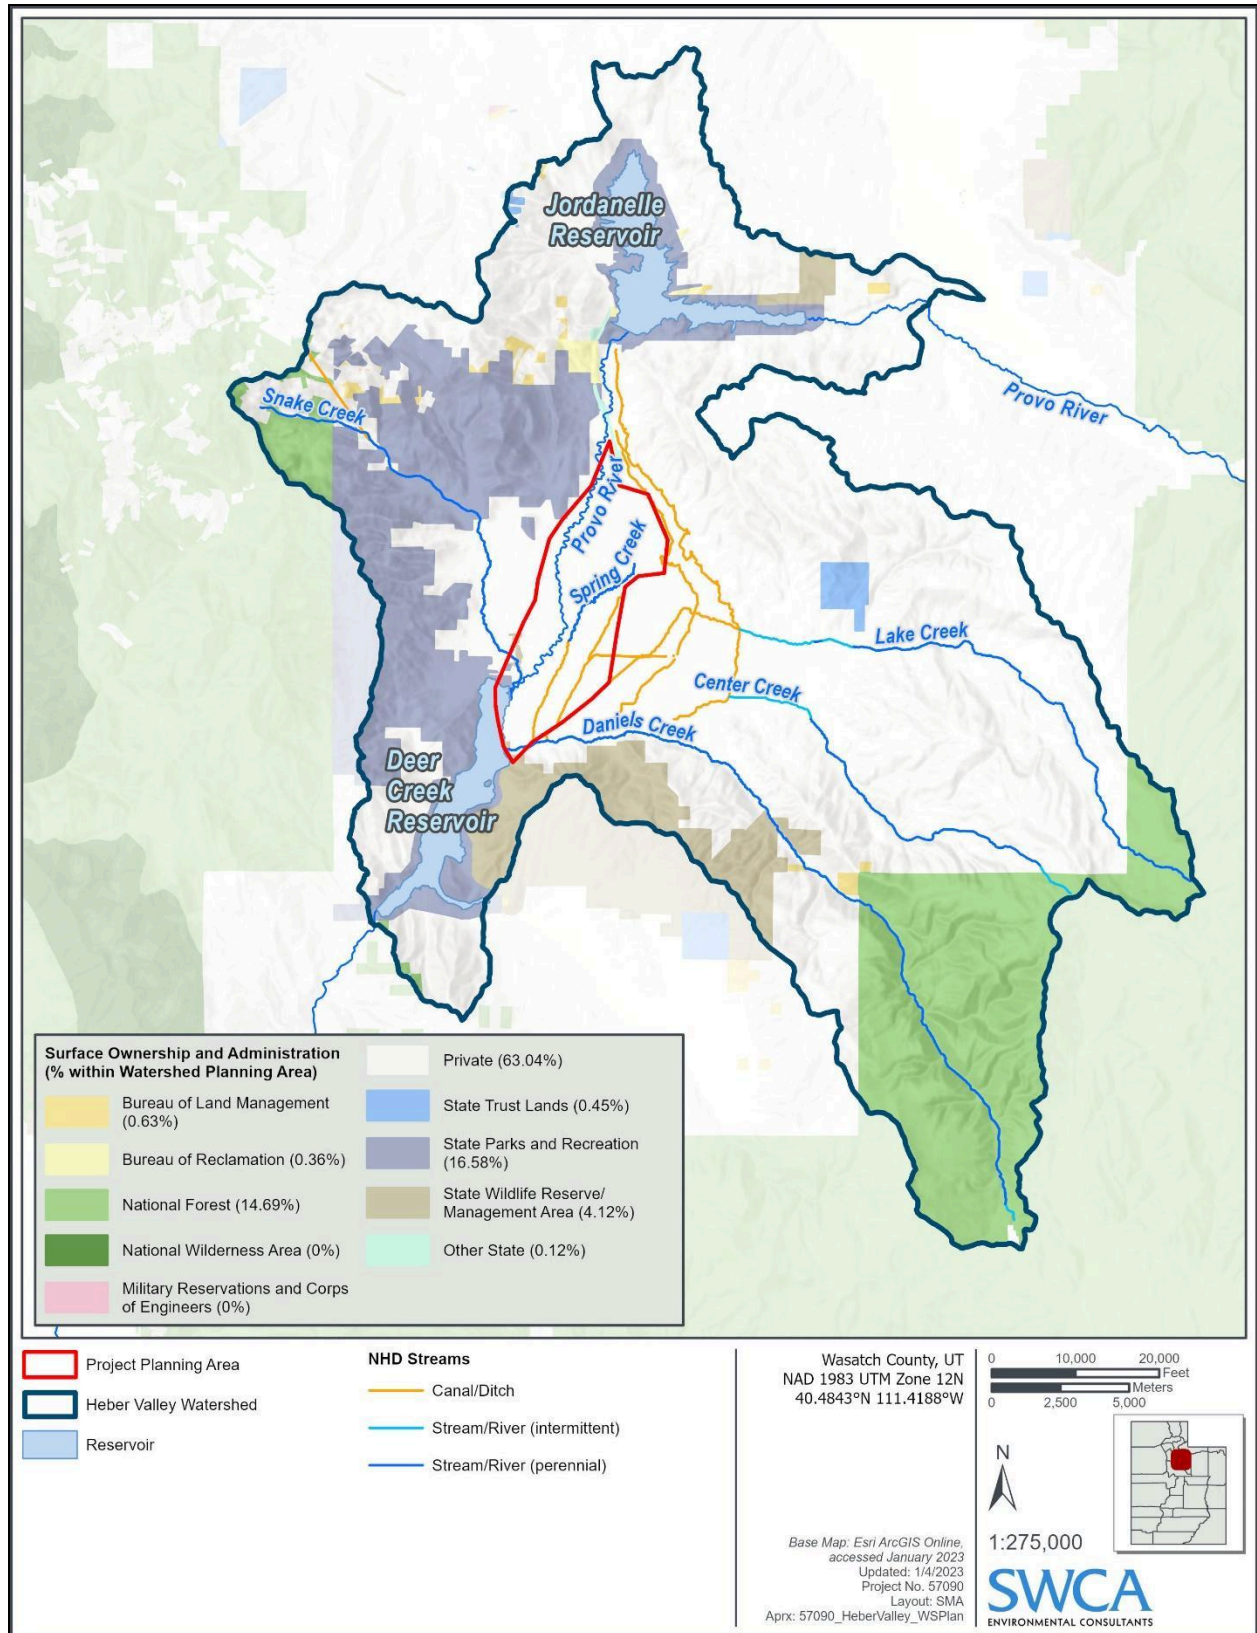 Jordanelle
Reservoir
Snake Creek
Provo River
Provo River
Spring Creek
Lake Creek
Center Creek
Daniels Creek
Deer
Creek
Reservoir
Surface Ownership and Administration
(% within Watershed Planning Area)
Bureau of Land Management
(0.63%)
Bureau of Reclamation (0.36%)
National Forest (14.69%)
National Wilderness Area (0%)
Military Reservations and Corps
of Engineers (0%)
Private (63.04%)
State Trust Lands (0.45%)
State Parks and Recreation
(16.58%)
State Wildlife Reserve/
Management Area (4.12%)
Other State (0.12%)
Project Planning Area
Heber Valley Watershed
Reservoir
NHD Streams
Canal/Ditch
Stream/River (intermittent)
Stream/River (perennial)
Wasatch County, UT
NAD 1983 UTM Zone 12N
40.4843°N 111.4188°W
Base Map: Esri ArcGIS Online,
accessed January 2023
Updated: 1/4/2023
Project No. 57090
Layout: SMA
Aprx: 57090_HeberValley_WSPlan
0 10,000 20,000
Feet
Meters
0 2,500 5,000
N
1:275,000
SWCA
ENVIRONMENTAL CONSULTANTS